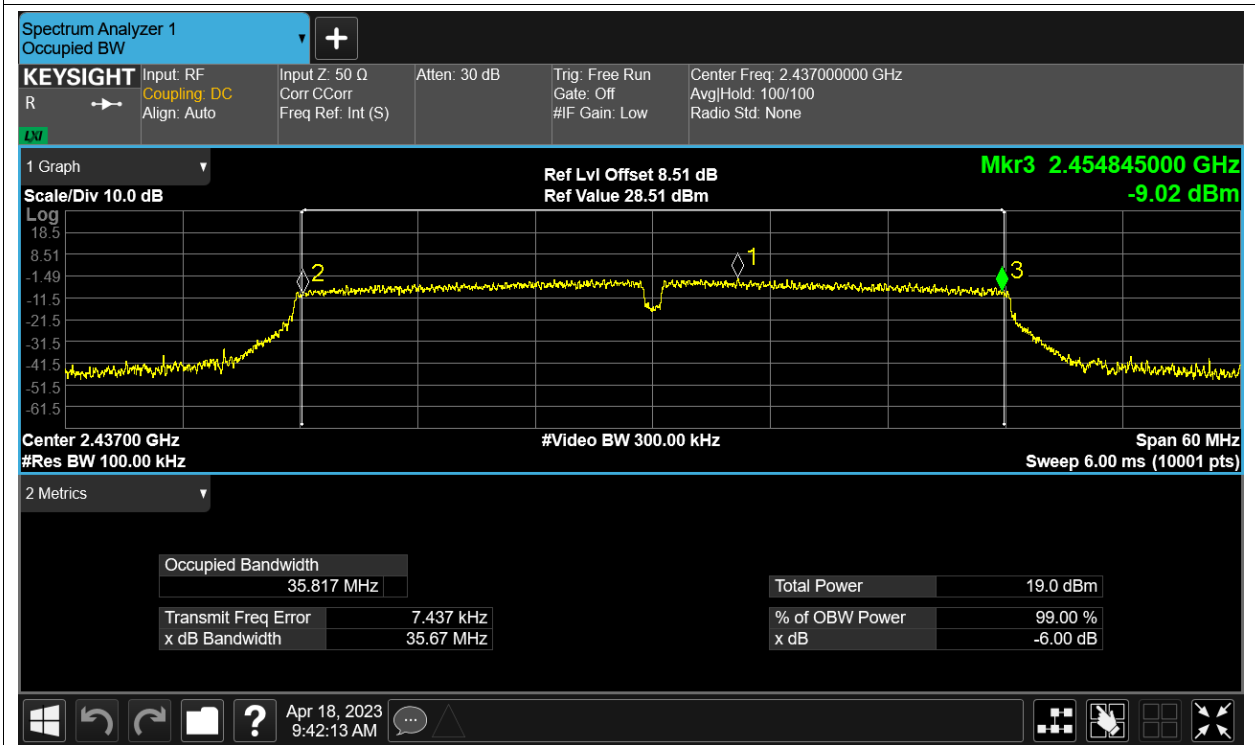 Spectrum Analyzer 1
Occupied BW
▼
+
KEYSIGHT
R
LXI
Input: RF
Coupling: DC
Align: Auto
Input Z: 50 Ω
Corr CCorr
Freq Ref: Int (S)
Atten: 30 dB
Trig: Free Run
Gate: Off
#IF Gain: Low
Center Freq: 2.437000000 GHz
Avg|Hold: 100/100
Radio Std: None
1 Graph ▼
Scale/Div 10.0 dB
Ref Lvl Offset 8.51 dB
Ref Value 28.51 dBm
Mkr3 2.454845000 GHz
-9.02 dBm
Log
18.5
8.51
-1.49
-11.5
-21.5
-31.5
-41.5
-51.5
-61.5
2
1
3
Center 2.43700 GHz
#Res BW 100.00 kHz
#Video BW 300.00 kHz
Span 60 MHz
Sweep 6.00 ms (10001 pts)
2 Metrics ▼
Occupied Bandwidth
35.817 MHz
Transmit Freq Error 7.437 kHz
x dB Bandwidth 35.67 MHz
Total Power 19.0 dBm
% of OBW Power 99.00 %
x dB -6.00 dB
?
Apr 18, 2023
9:42:13 AM